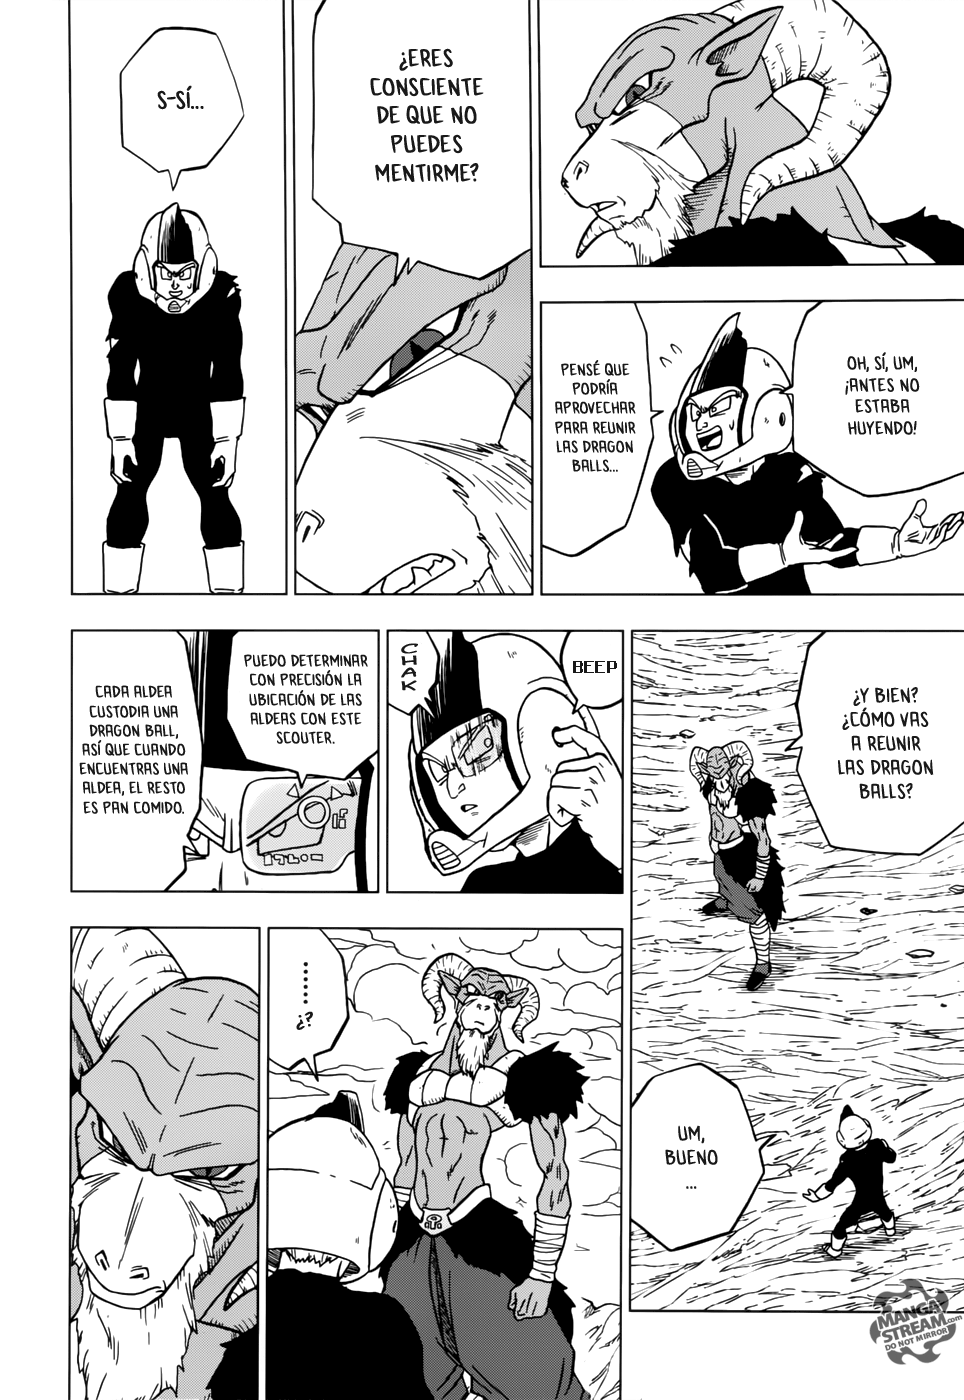 ¿ERES
CONSCIENTE
DE QUE NO
PUEDES
MENTIRME?
S-SÍ...
OH, SÍ, UM,
¡ANTES NO
ESTABA
HUYENDO!
PENSÉ QUE
PODRÍA
APROVECHAR
PARA REUNIR
LAS DRAGON
BALLS...
¿Y BIEN?
¿CÓMO VAS
A REUNIR
LAS DRAGON
BALLS?
UM,
BUENO
...
BEEP
CHAK
PUEDO DETERMINAR
CON PRECISIÓN LA
UBICACIÓN DE LAS
ALDEAS CON ESTE
SCOUTER.
CADA ALDEA
CUSTODIA UNA
DRAGON BALL,
ASÍ QUE CUANDO
ENCUENTRAS UNA
ALDEA, EL RESTO
ES PAN COMIDO.
........
¿?
MANGA
STREAM.com
DO NOT MIRROR!